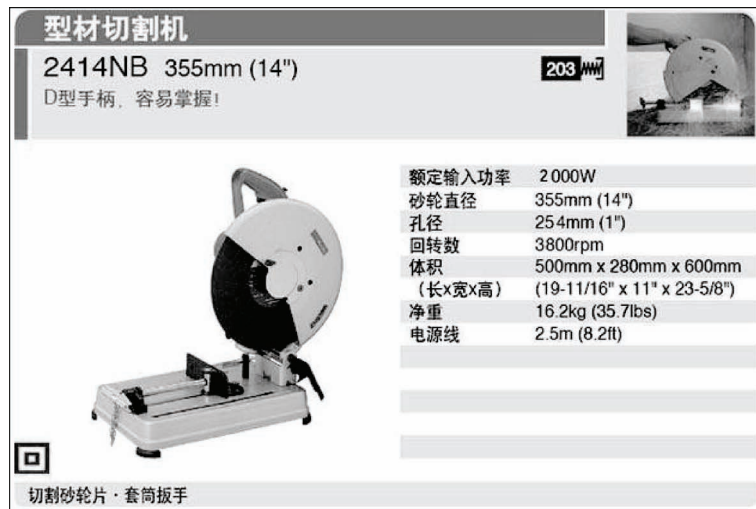 型材切割机
2414NB 355mm (14")
203
D型手柄，容易掌握!
额定输入功率 2000W
砂轮直径 355mm (14")
孔径 254mm (1")
回转数 3800rpm
体积 500mm x 280mm x 600mm
（长x宽x高） (19-11/16" x 11" x 23-5/8")
净重 16.2kg (35.7lbs)
电源线 2.5m (8.2ft)
切割砂轮片·套筒扳手